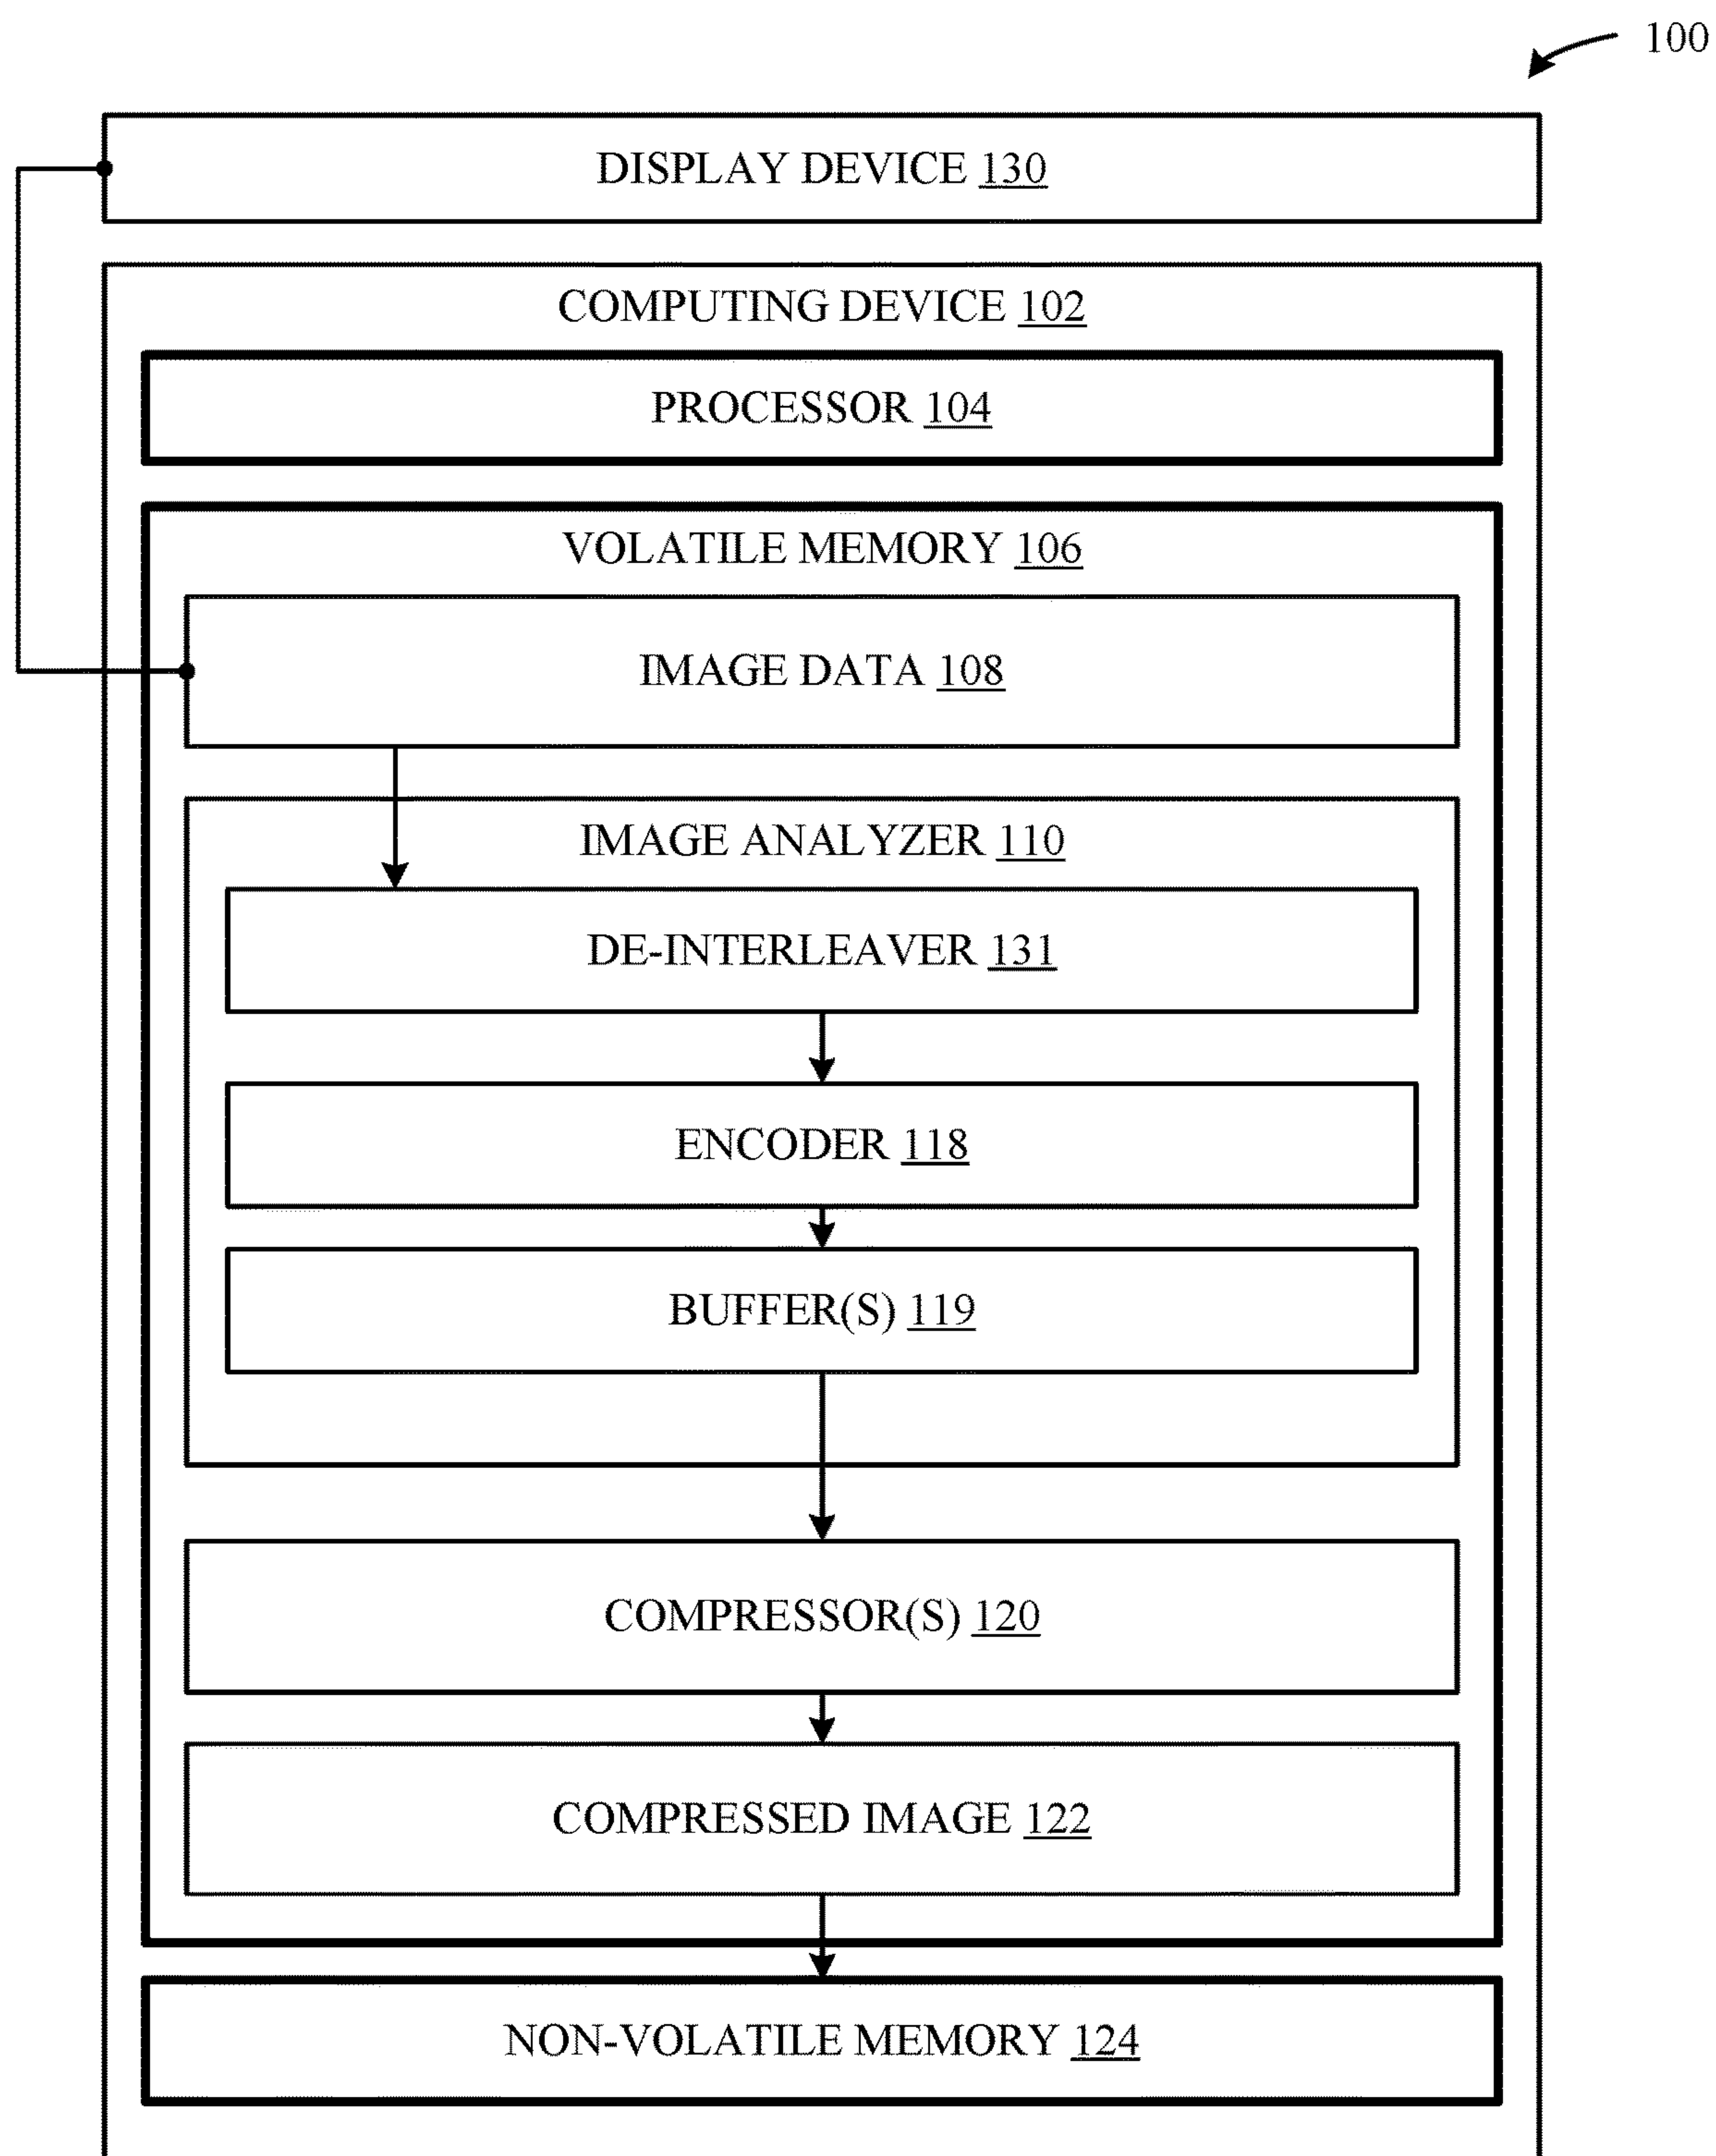 100
DISPLAY DEVICE 130
COMPUTING DEVICE 102
PROCESSOR 104
VOLATILE MEMORY 106
IMAGE DATA 108
IMAGE ANALYZER 110
DE-INTERLEAVER 131
ENCODER 118
BUFFER(S) 119
COMPRESSOR(S) 120
COMPRESSED IMAGE 122
NON-VOLATILE MEMORY 124